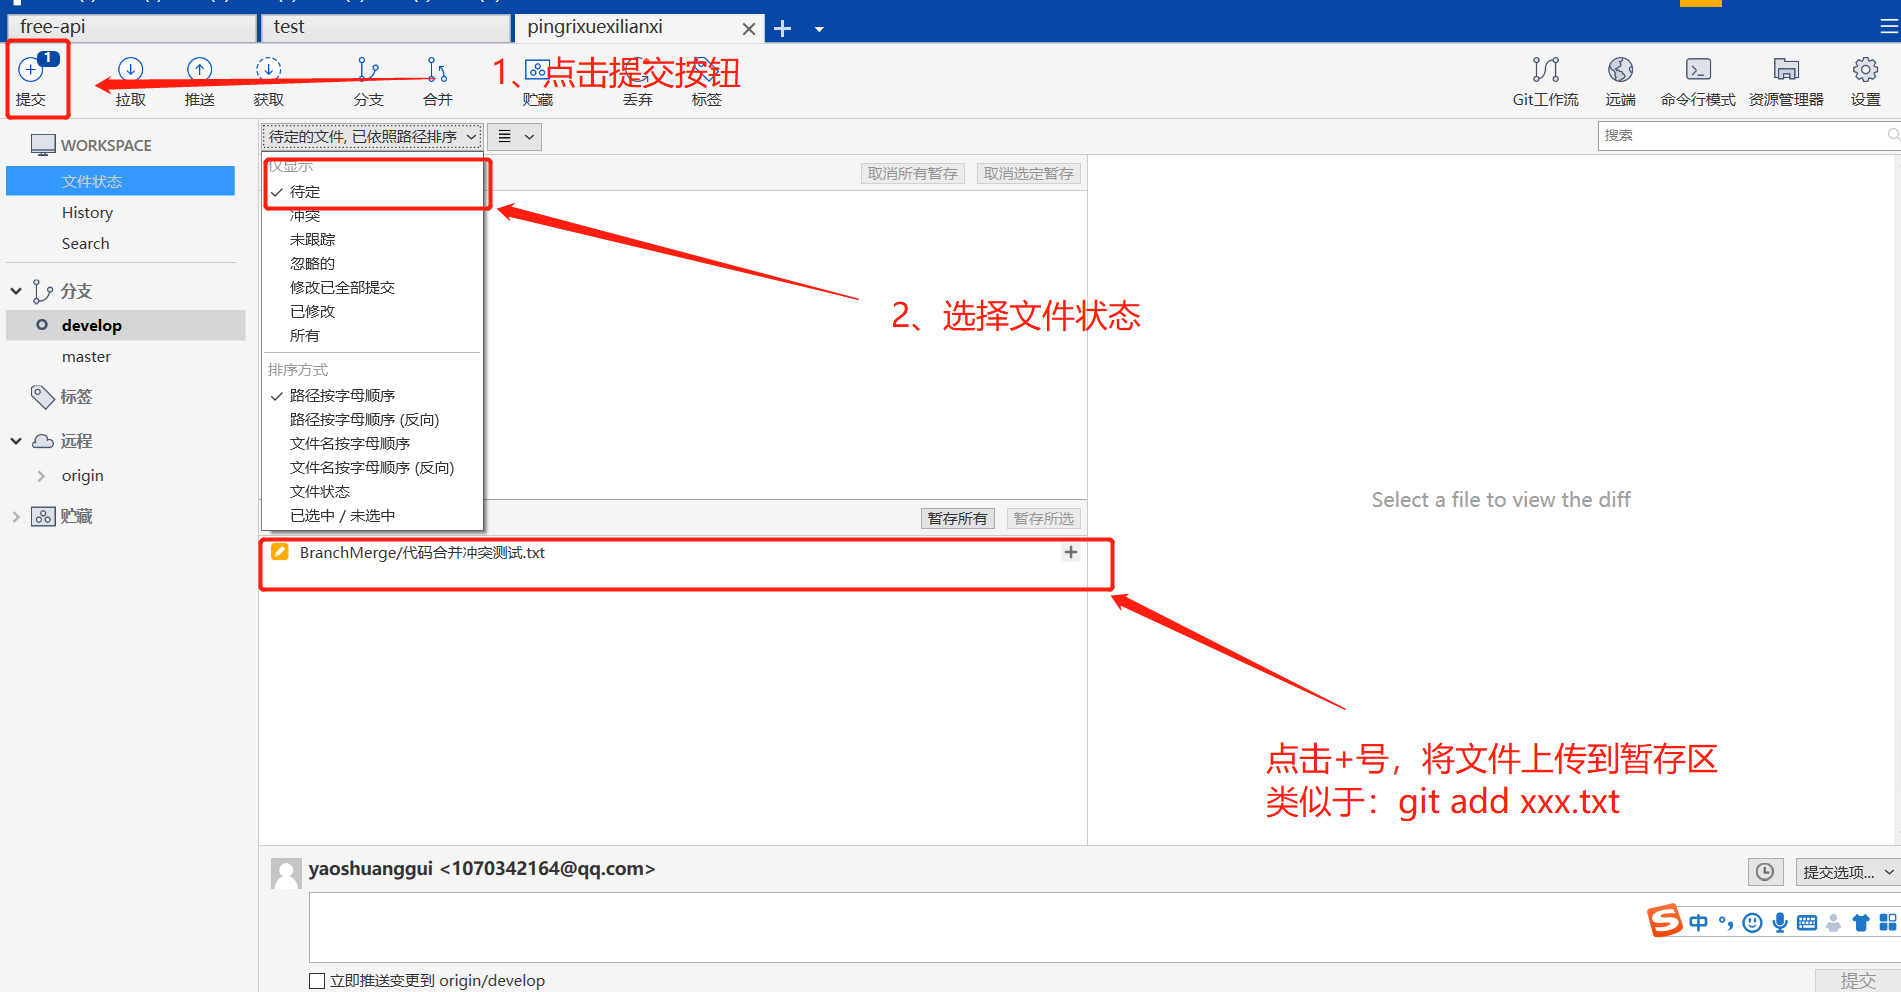 free-api
test
pingrixuexilianxi
1
提交
拉取
推送
获取
分支
合并
贮藏
丢弃
标签
1、点击提交按钮
Git工作流
远端
命令行模式
资源管理器
设置
WORKSPACE
文件状态
History
Search
分支
develop
master
标签
远程
origin
贮藏
待定的文件, 已依照路径排序
搜索
仅显示
待定
冲突
未跟踪
忽略的
修改已全部提交
已修改
所有
排序方式
路径按字母顺序
路径按字母顺序 (反向)
文件名按字母顺序
文件名按字母顺序 (反向)
文件状态
已选中 / 未选中
取消所有暂存
取消选定暂存
2、选择文件状态
Select a file to view the diff
暂存所有
暂存所选
BranchMerge/代码合并冲突测试.txt
点击+号，将文件上传到暂存区
类似于：git add xxx.txt
yaoshuanggui <1070342164@qq.com>
提交选项...
中
立即推送变更到 origin/develop
提交